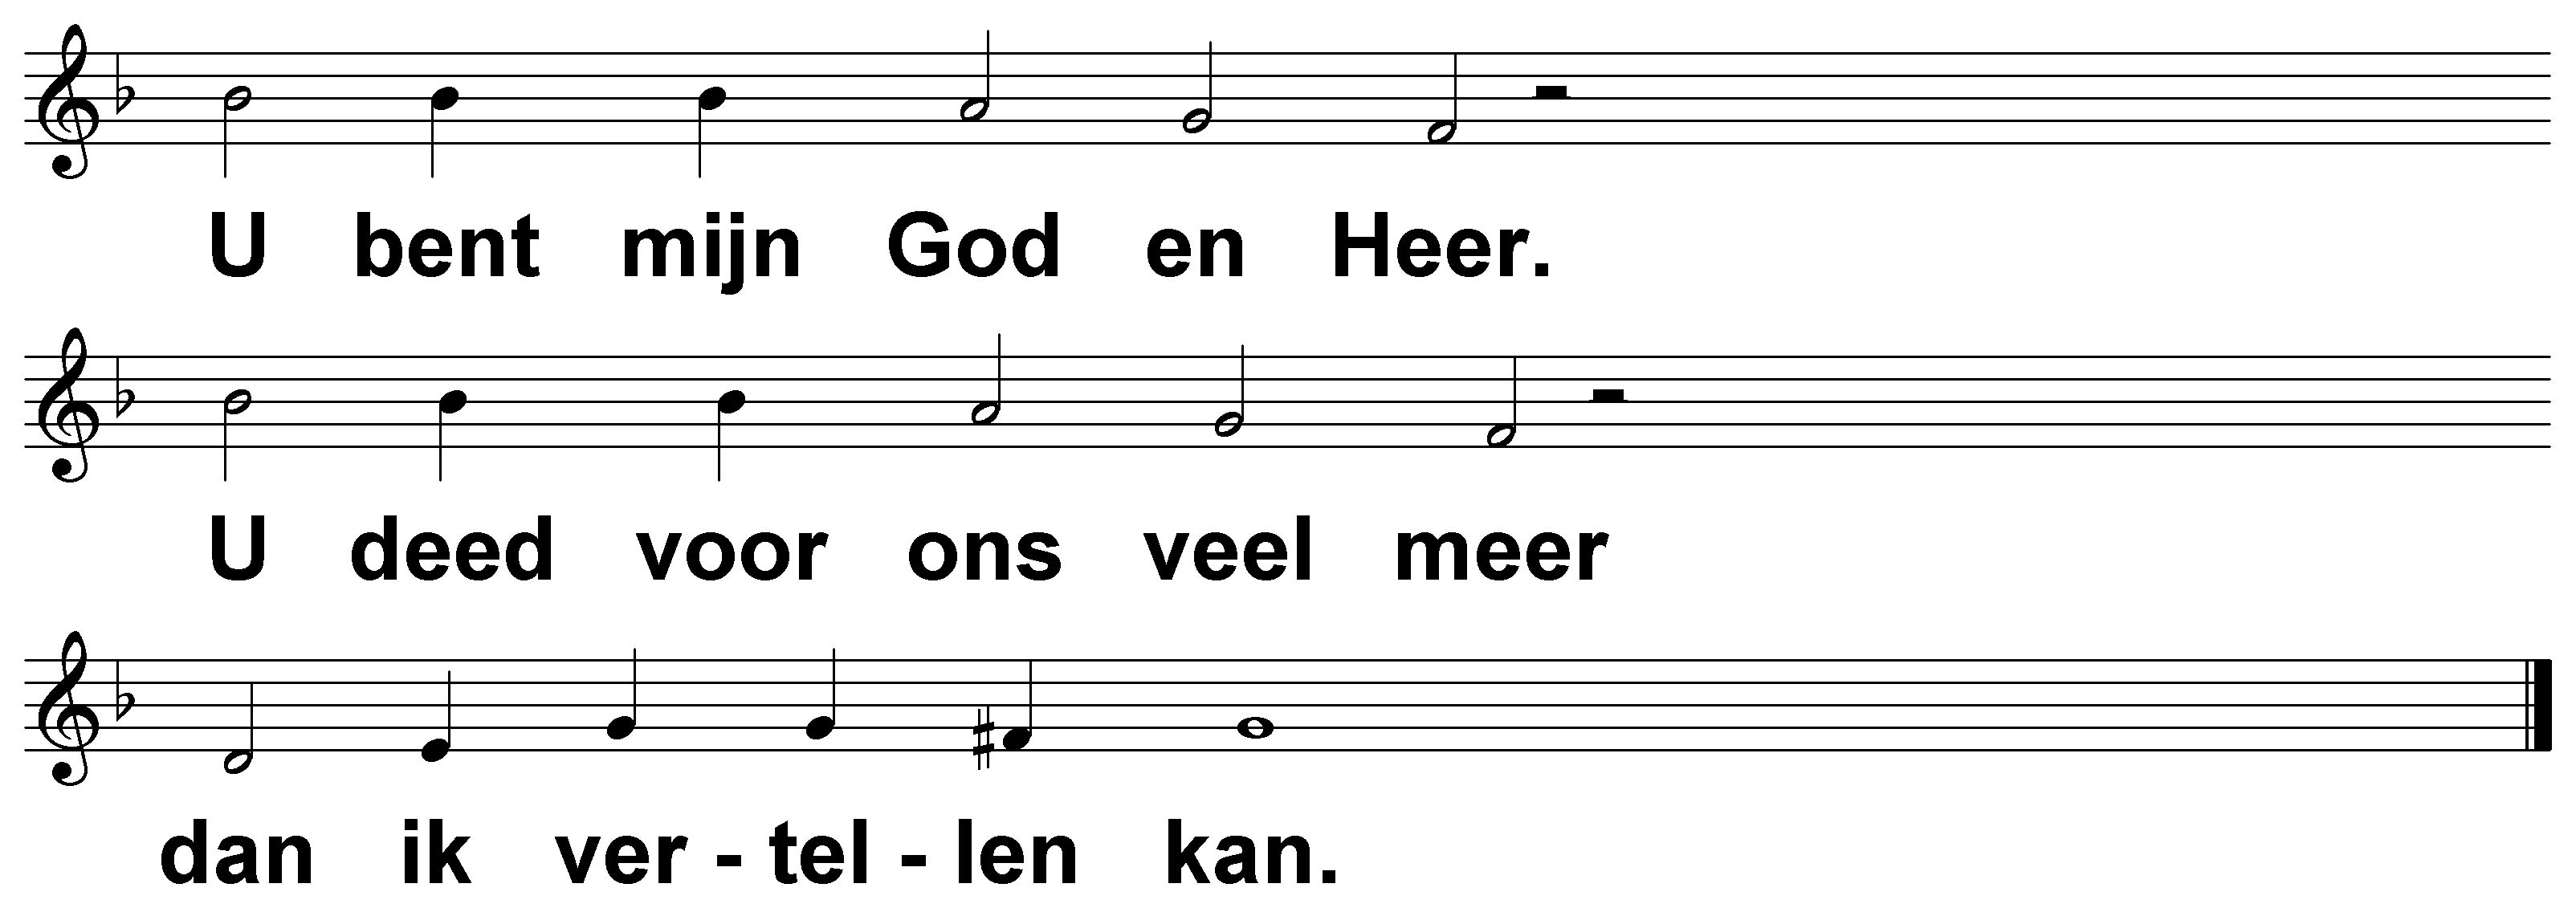 U bent mijn God en Heer.
U deed voor ons veel meer
dan ik ver - tel - len kan.